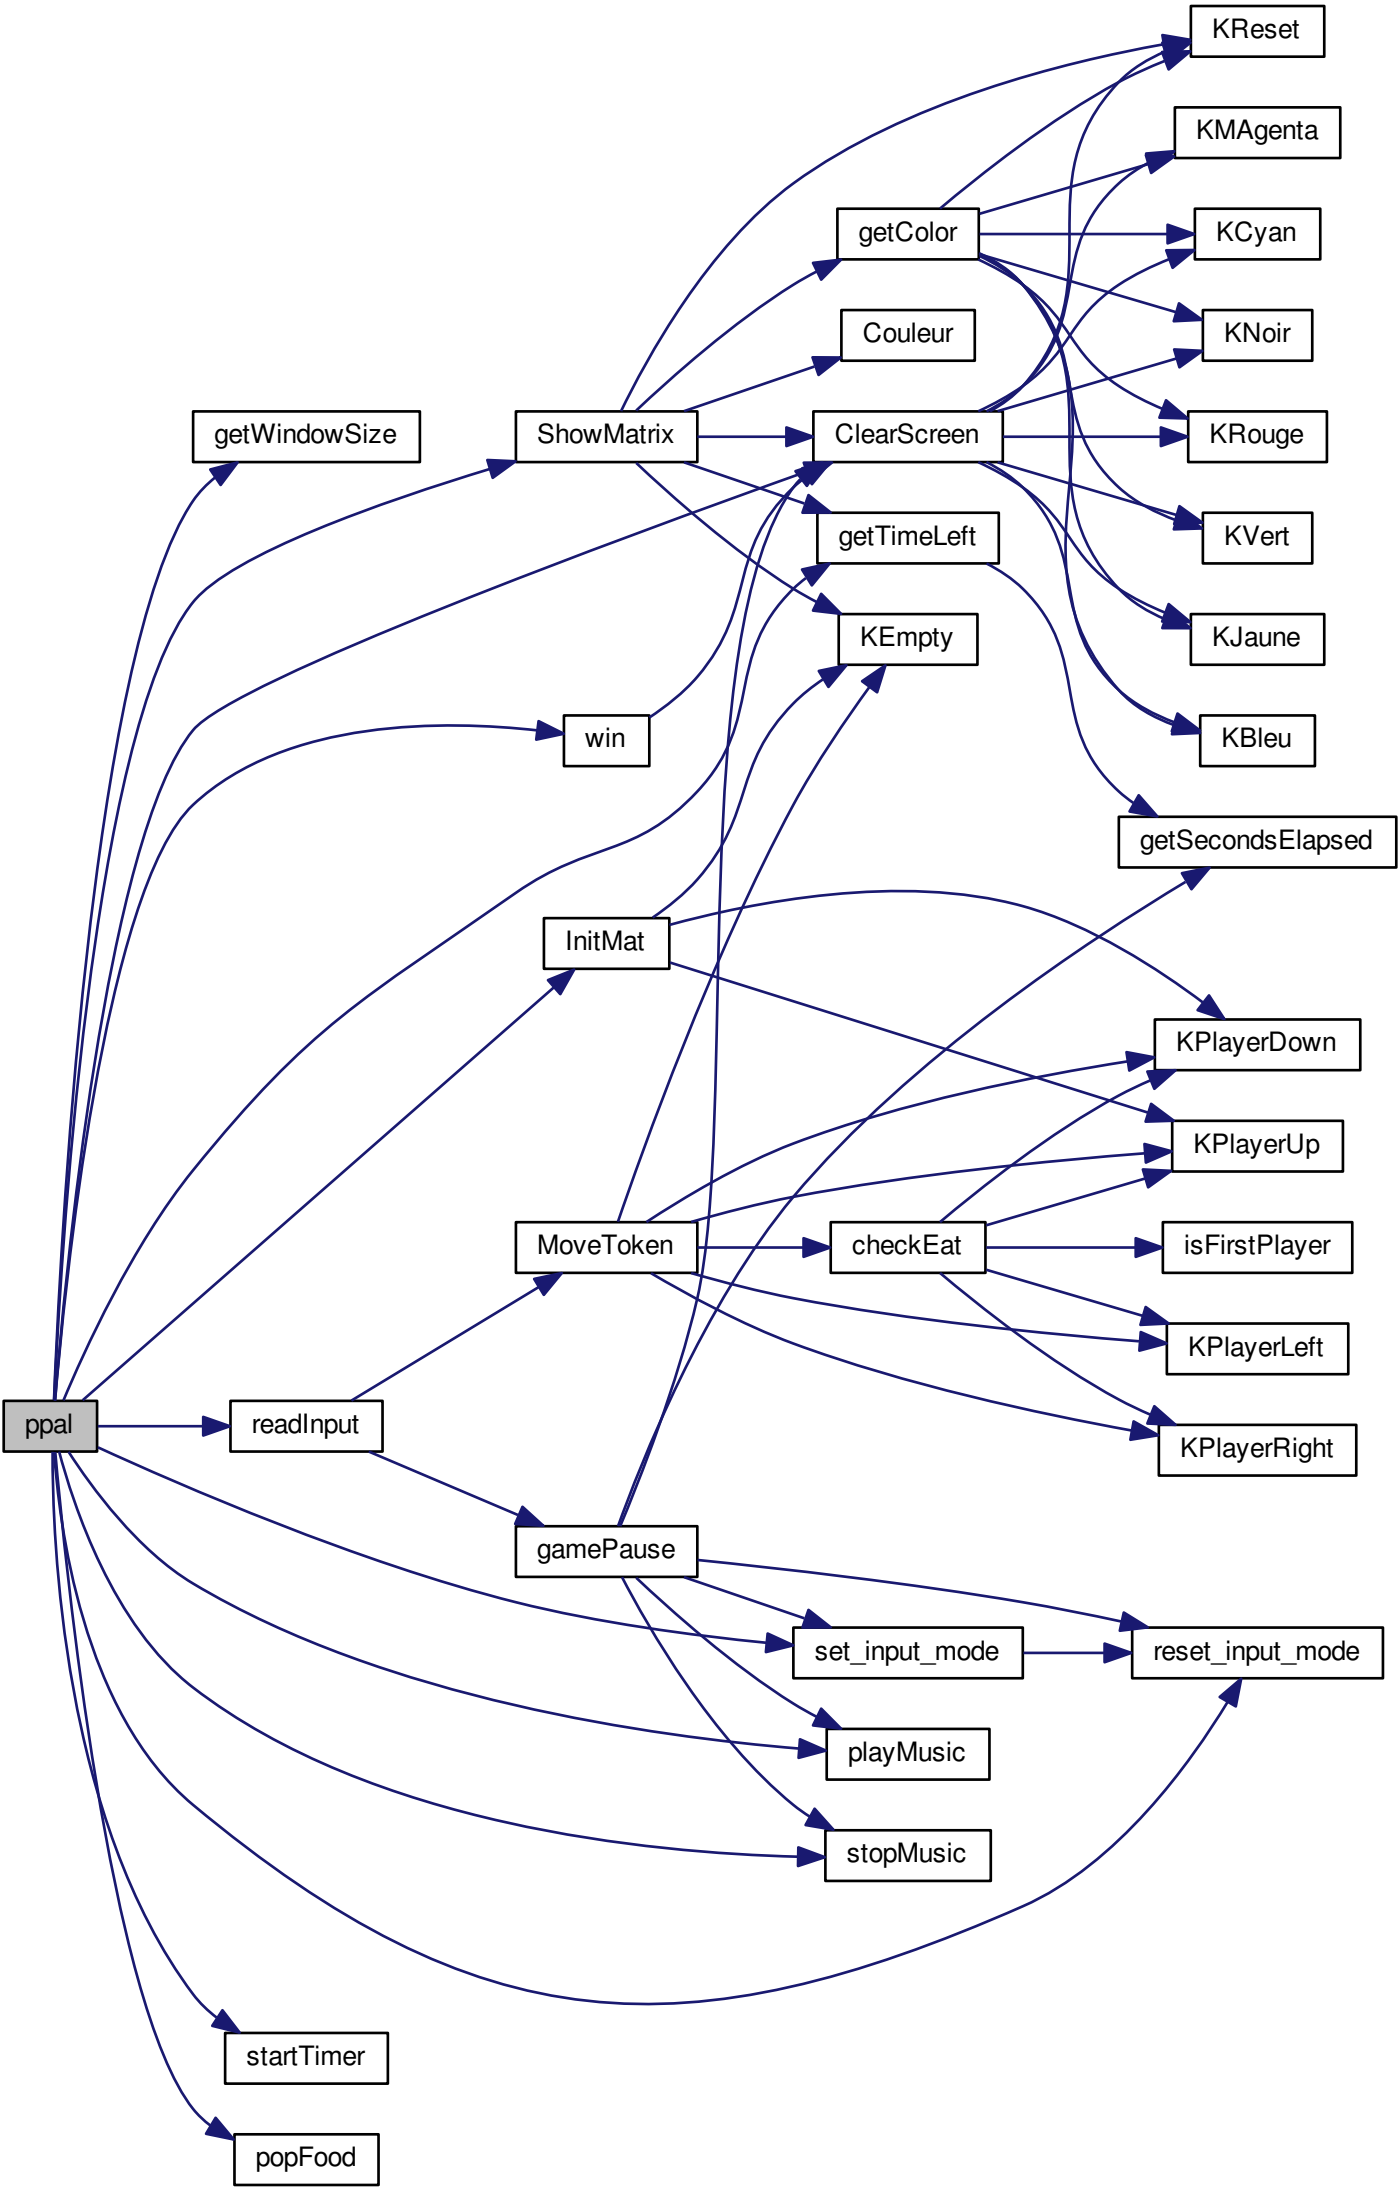 KReset
KMAgenta
getColor
KCyan
Couleur
KNoir
getWindowSize
ShowMatrix
ClearScreen
KRouge
getTimeLeft
KVert
KEmpty
KJaune
win
KBleu
getSecondsElapsed
InitMat
KPlayerDown
KPlayerUp
MoveToken
checkEat
isFirstPlayer
KPlayerLeft
ppal
readInput
KPlayerRight
gamePause
set_input_mode
reset_input_mode
playMusic
stopMusic
startTimer
popFood